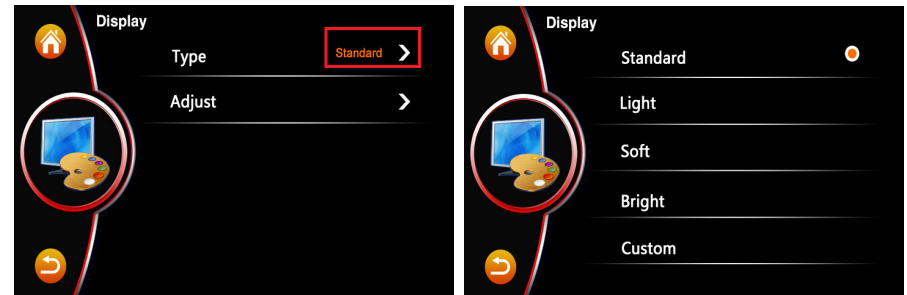 Display
Type Standard
Adjust
Display
Standard
Light
Soft
Bright
Custom